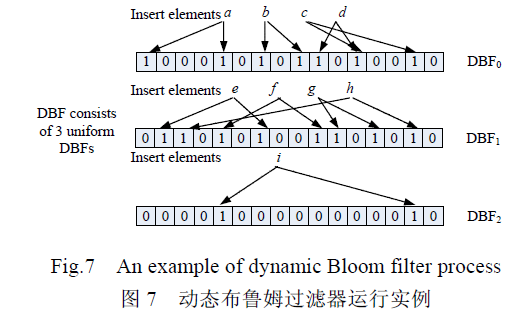 Insert elements a b c d
1 0 0 0 1 0 1 0 1 1 0 1 0 0 1 0 DBF₀
Insert elements e f g h
DBF consists
of 3 uniform
DBFs
0 1 1 0 1 0 1 0 0 1 1 0 1 0 1 0 DBF₁
Insert elements
i
0 0 0 0 1 0 0 0 0 0 0 0 0 0 1 0 DBF₂
Fig.7 An example of dynamic Bloom filter process
图 7 动态布鲁姆过滤器运行实例